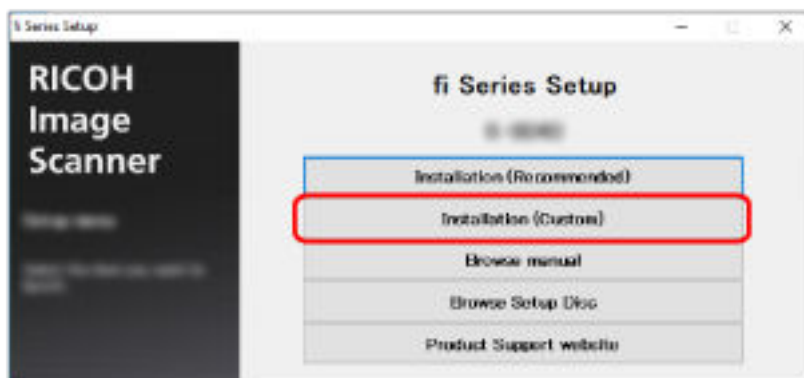 fi Series Setup
RICOH
Image
Scanner
fi Series Setup
Installation (Recommended)
Installation (Custom)
Browse manual
Browse Setup Disc
Product Support website